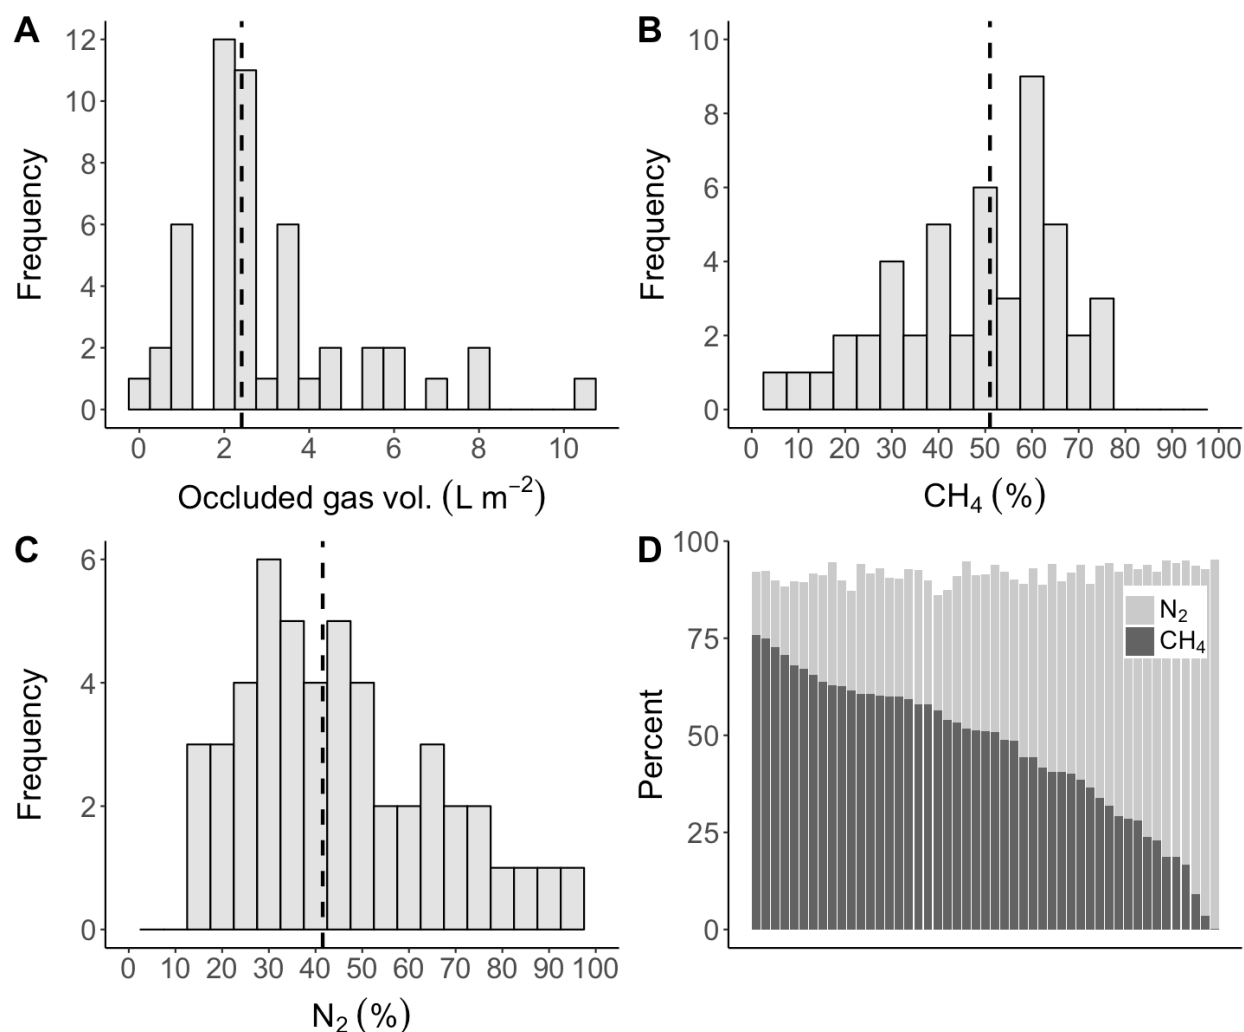 A
12
10
8
6
4
2
0
Frequency
0 2 4 6 8 10
Occluded gas vol. (L m⁻²)
B
10
8
6
4
2
0
Frequency
0 10 20 30 40 50 60 70 80 90 100
CH₄ (%)
C
6
4
2
0
Frequency
0 10 20 30 40 50 60 70 80 90 100
N₂ (%)
D
100
75
50
25
0
Percent
N₂
CH₄